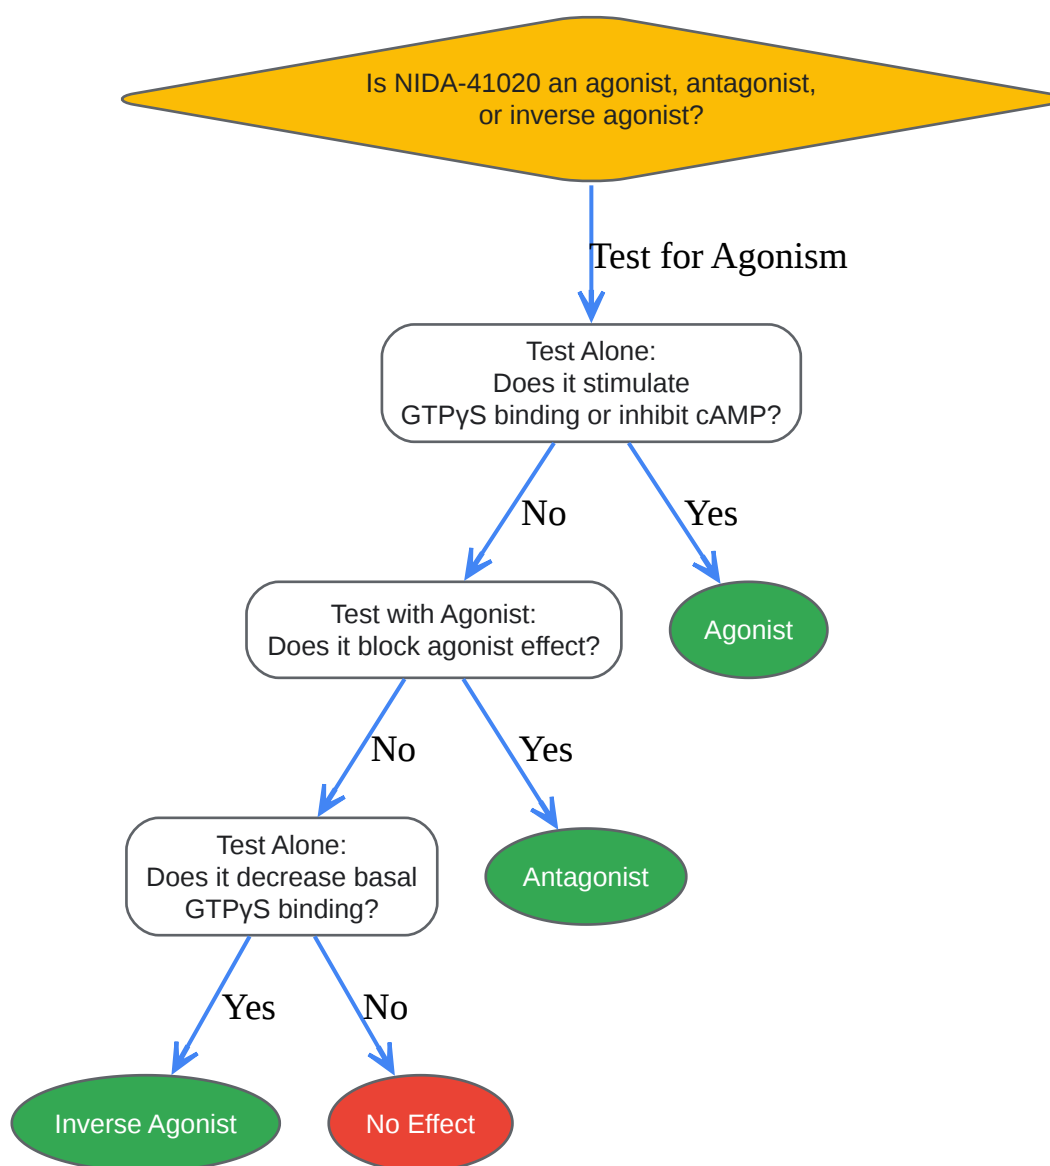 Is NIDA-41020 an agonist, antagonist,
or inverse agonist?
Test for Agonism
Test Alone:
Does it stimulate
GTPγS binding or inhibit cAMP?
No
Yes
Test with Agonist:
Does it block agonist effect?
Agonist
No
Yes
Test Alone:
Does it decrease basal
GTPγS binding?
Antagonist
Yes
No
Inverse Agonist
No Effect